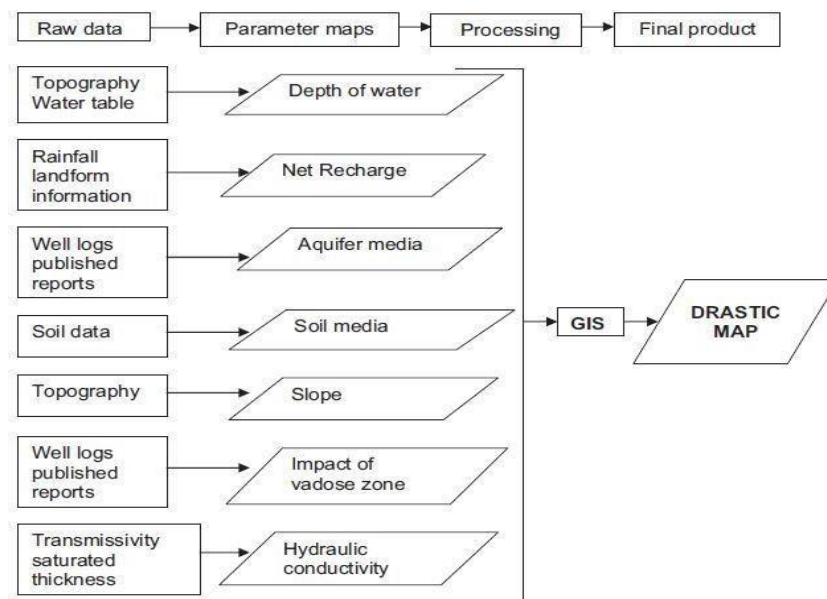 Raw data
Parameter maps
Processing
Final product
Topography
Water table
Depth of water
Rainfall
landform
information
Net Recharge
Well logs
published
reports
Aquifer media
Soil data
Soil media
Topography
Slope
Well logs
published
reports
Impact of
vadose zone
Transmissivity
saturated
thickness
Hydraulic
conductivity
GIS
DRASTIC
MAP